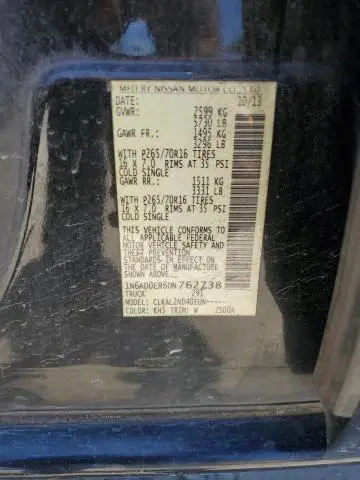 MFD BY NISSAN MOTOR CO., LTD.
DATE: 10/13
GVWR: 2599 KG
5730 LB
GAWR FR.: 1495 KG
3296 LB
WITH P265/70R16 TIRES
16 X 7.0 RIMS AT 35 PSI
COLD SINGLE
GAWR RR.: 1511 KG
3331 LB
WITH P265/70R16 TIRES
16 X 7.0 RIMS AT 35 PSI
COLD SINGLE
THIS VEHICLE CONFORMS TO
ALL APPLICABLE FEDERAL
MOTOR VEHICLE SAFETY AND
THEFT PREVENTION
STANDARDS IN EFFECT ON
THE DATE OF MANUFACTURE
SHOWN ABOVE.
1N6AD0ER6DN762738
TRUCK 791
MODEL: CLKALZND40EUN-----
COLOR: KH3 TRIM: W 2500A